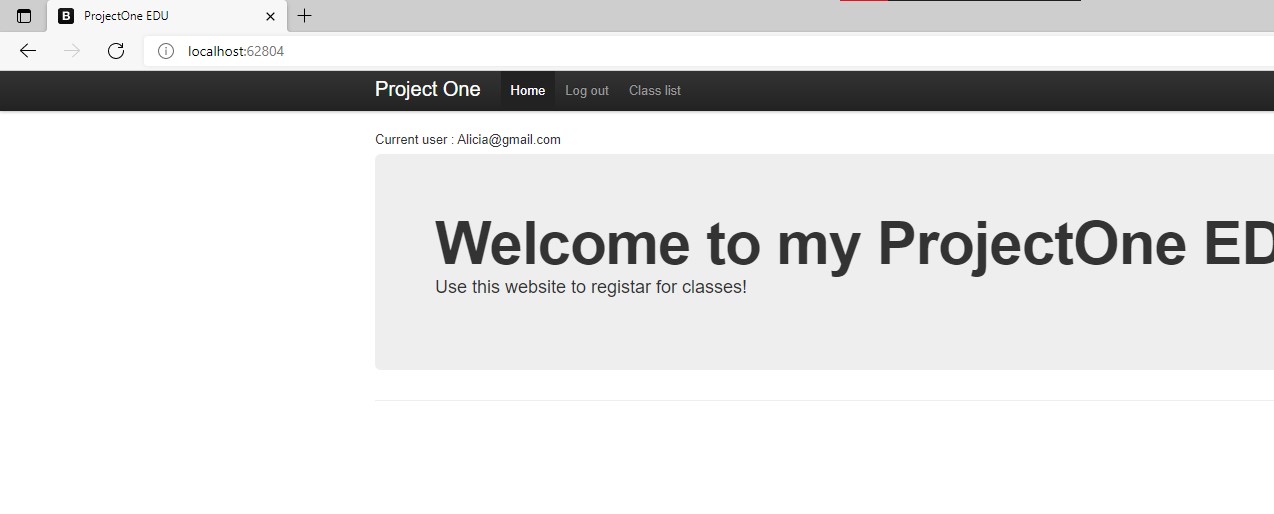 ProjectOne EDU
localhost:62804
Project One Home Log out Class list
Current user : Alicia@gmail.com
Welcome to my ProjectOne ED
Use this website to registar for classes!